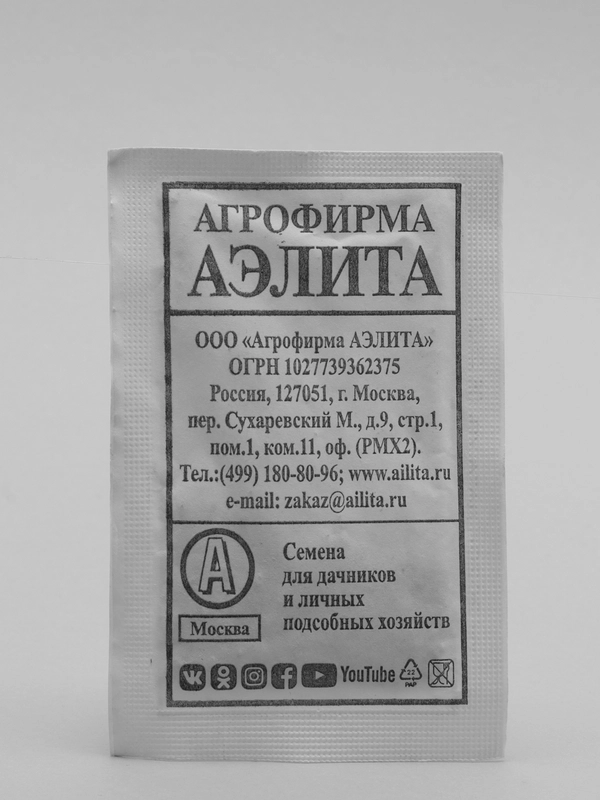 АГРОФИРМА
АЭЛИТА
ООО «Агрофирма АЭЛИТА»
ОГРН 1027739362375
Россия, 127051, г. Москва,
пер. Сухаревский М., д.9, стр.1,
пом.1, ком.11, оф. (РМХ2).
Тел.:(499) 180-80-96; www.ailita.ru
e-mail: zakaz@ailita.ru
А
Москва
Семена
для дачников
и личных
подсобных хозяйств
YouTube
22
PAP